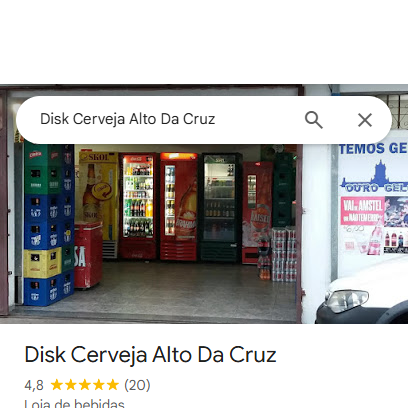 Disk Cerveja Alto Da Cruz
SKOL
TEMOS GE
OURO GEL
VAI DE AMSTEL
Disk Cerveja Alto Da Cruz
4,8 ★★★★★ (20)
Loja de bebidas